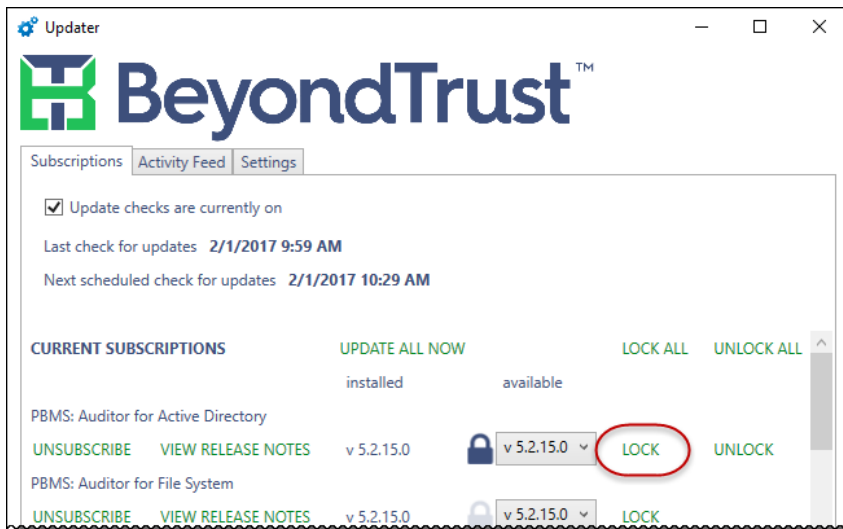 Updater
BeyondTrust™
Subscriptions Activity Feed Settings
Update checks are currently on
Last check for updates 2/1/2017 9:59 AM
Next scheduled check for updates 2/1/2017 10:29 AM
CURRENT SUBSCRIPTIONS UPDATE ALL NOW LOCK ALL UNLOCK ALL
installed available
PBMS: Auditor for Active Directory
UNSUBSCRIBE VIEW RELEASE NOTES v 5.2.15.0 v 5.2.15.0 LOCK UNLOCK
PBMS: Auditor for File System
UNSUBSCRIBE VIEW RELEASE NOTES v 5.2.15.0 v 5.2.15.0 LOCK